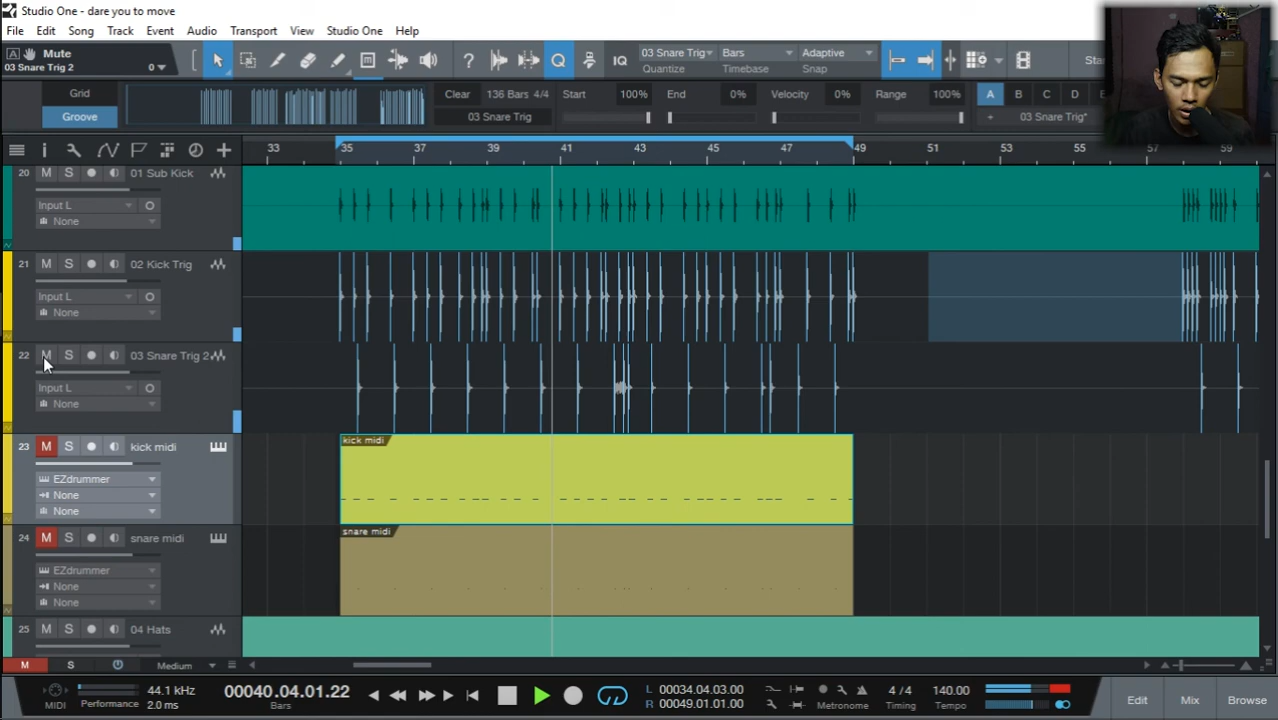 Studio One - dare you to move
File Edit Song Track Audio Event Transport View Studio One Help
A Mute
03 Snare Trig 2 0
? Q IQ 03 Snare Trig Bars Adaptive
Quantize Timebase Snap
Grid Clear 136 Bars 4/4 Start 100% End 0% Velocity 0% Range 100% A B C D
Groove 03 Snare Trig + 03 Snare Trig*
33 35 37 39 41 43 45 47 49 51 53 55 57 59
20 M S 01 Sub Kick
Input L
None
21 M S 02 Kick Trig
Input L
None
22 M S 03 Snare Trig 2
Input L
None
23 M S kick midi
EZdrummer
None
None
kick midi
24 M S snare midi
EZdrummer
None
None
snare midi
25 M S 04 Hats
M S Medium
MIDI Performance 44.1 kHz
2.0 ms
00040.04.01.22
Bars
L 00034.04.03.00
R 00049.01.01.00
Metronome
4 / 4
Timing
140.00
Tempo
Edit Mix Browse